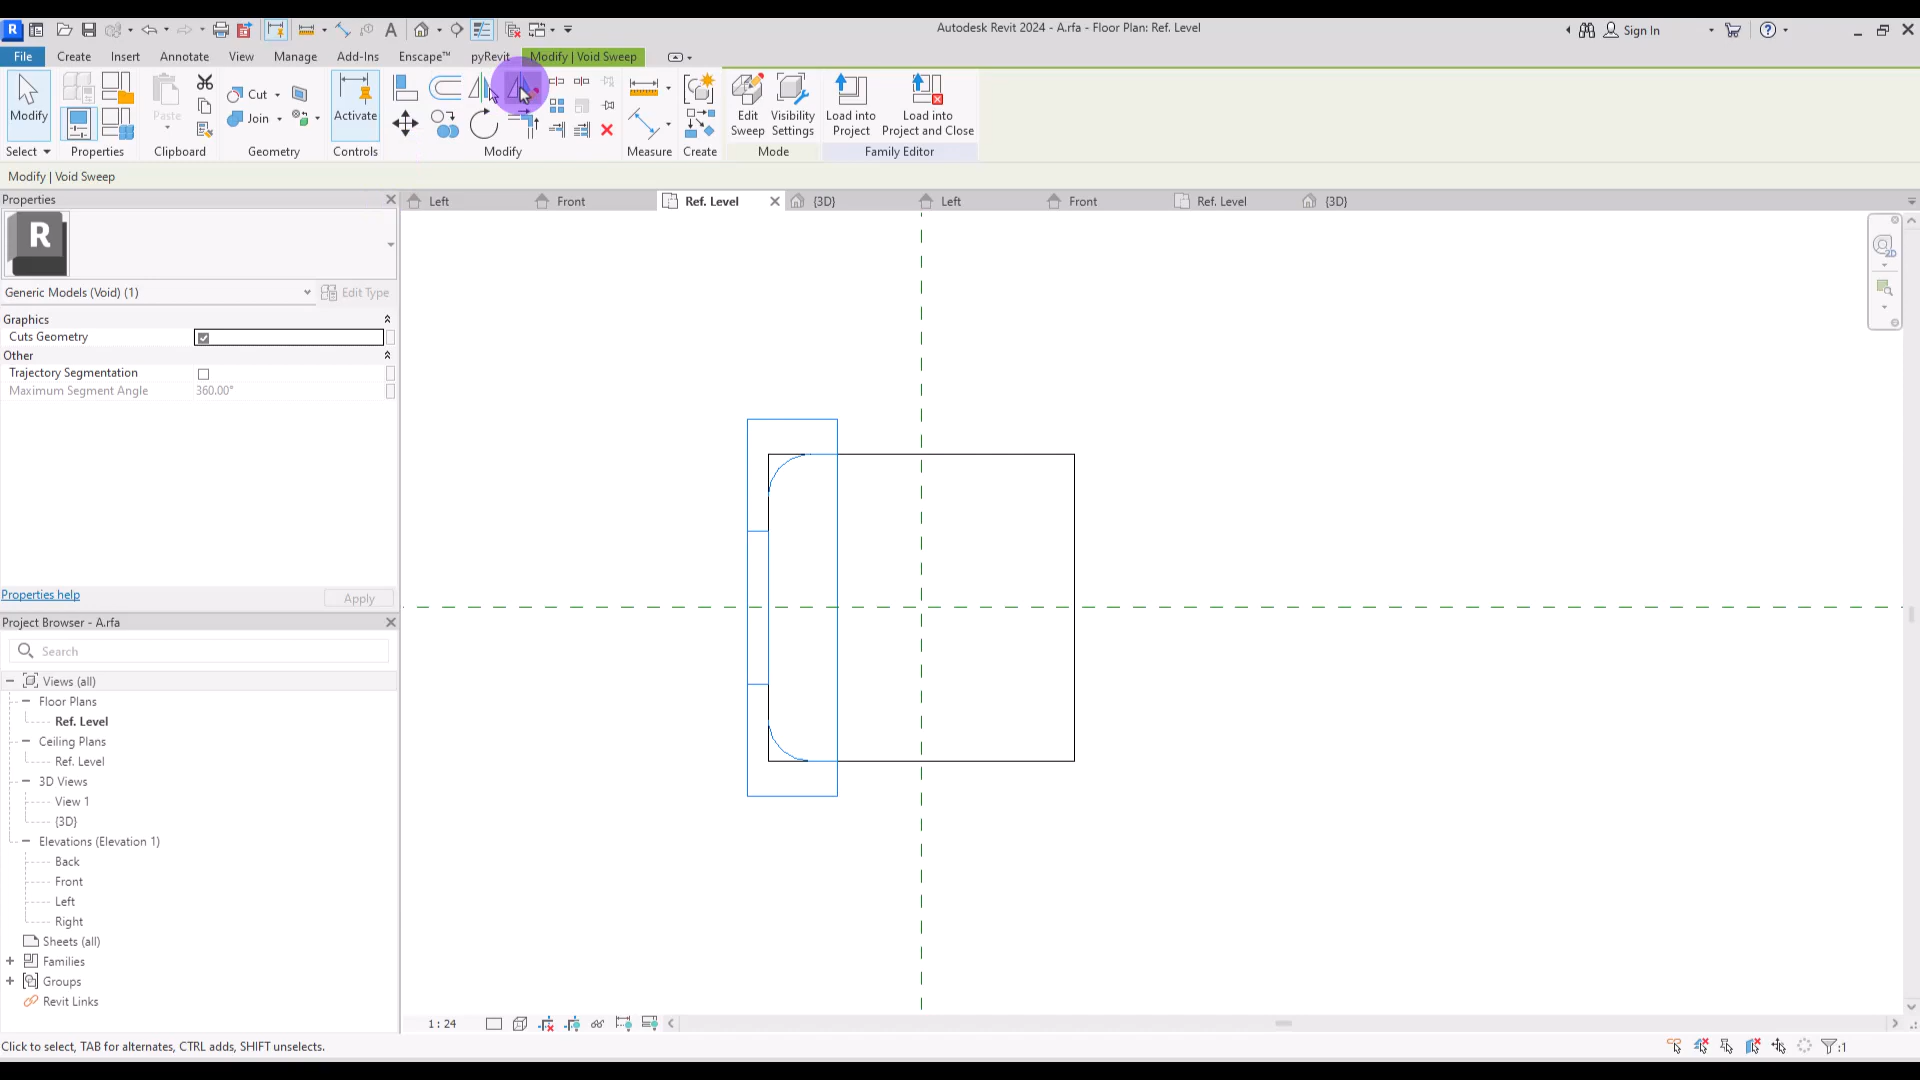 R
Autodesk Revit 2024 - A.rfa - Floor Plan: Ref. Level
Sign In
File
Create
Insert
Annotate
View
Manage
Add-Ins
Enscape™
pyRevit
Modify | Void Sweep
Modify
Paste
Cut
Join
Activate
Edit
Sweep
Visibility
Settings
Load into
Project
Load into
Project and Close
Select
Properties
Clipboard
Geometry
Controls
Modify
Measure
Create
Mode
Family Editor
Modify | Void Sweep
Properties
Left
Front
Ref. Level
{3D}
Left
Front
Ref. Level
{3D}
R
2D
Generic Models (Void) (1)
Edit Type
Graphics
Cuts Geometry
Other
Trajectory Segmentation
Maximum Segment Angle
360.00°
Properties help
Apply
Project Browser - A.rfa
Search
Views (all)
Floor Plans
Ref. Level
Ceiling Plans
Ref. Level
3D Views
View 1
{3D}
Elevations (Elevation 1)
Back
Front
Left
Right
Sheets (all)
Families
Groups
Revit Links
1 : 24
Click to select, TAB for alternates, CTRL adds, SHIFT unselects.
:1